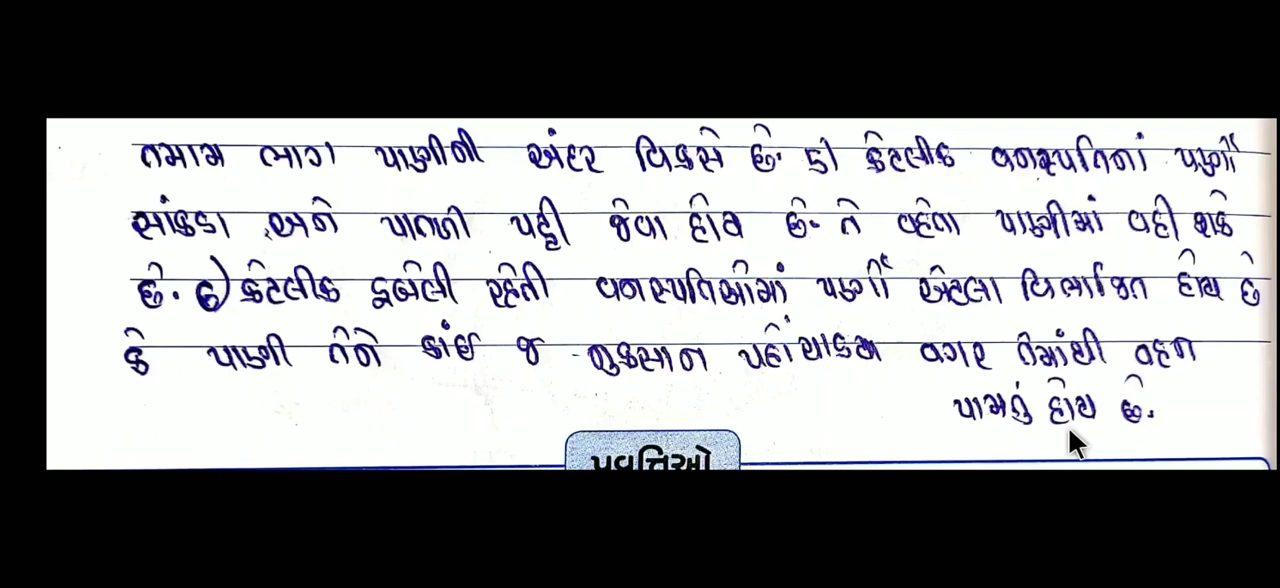 તમામ ભાગ પાણીની અંદર વિકસે છે. 5) કેટલીક વનસ્પતિનાં પર્ણો
સાંકડા અને પાતળી પટ્ટી જેવા હોય છે. તે વહેતા પાણીમાં વહી શકે
છે. 6) કેટલીક ડુબેલી રહેતી વનસ્પતિઓમાં પર્ણો એટલા વિભાજિત હોય છે
કે પાણી તેને કાંઈ જ નુકસાન પહોંચાડયા વગર તેમાંથી વહન
પામતું હોય છે.
પ્રવૃત્તિઓ